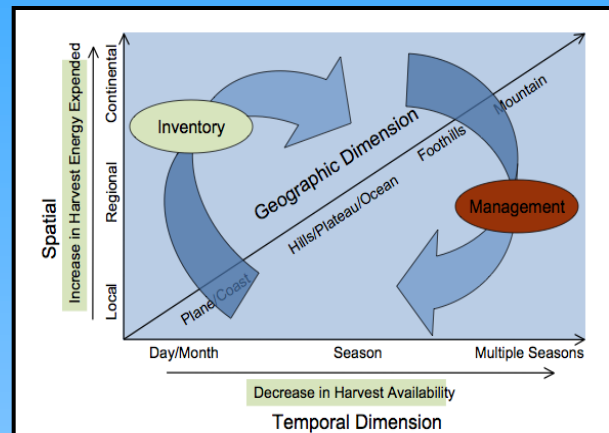 Spatial
Increase in Harvest Energy Expended
Continental
Regional
Local
Inventory
Management
Geographic Dimension
Plane/Coast
Hills/Plateau/Ocean
Foothills
Mountain
Day/Month
Season
Multiple Seasons
Decrease in Harvest Availability
Temporal Dimension